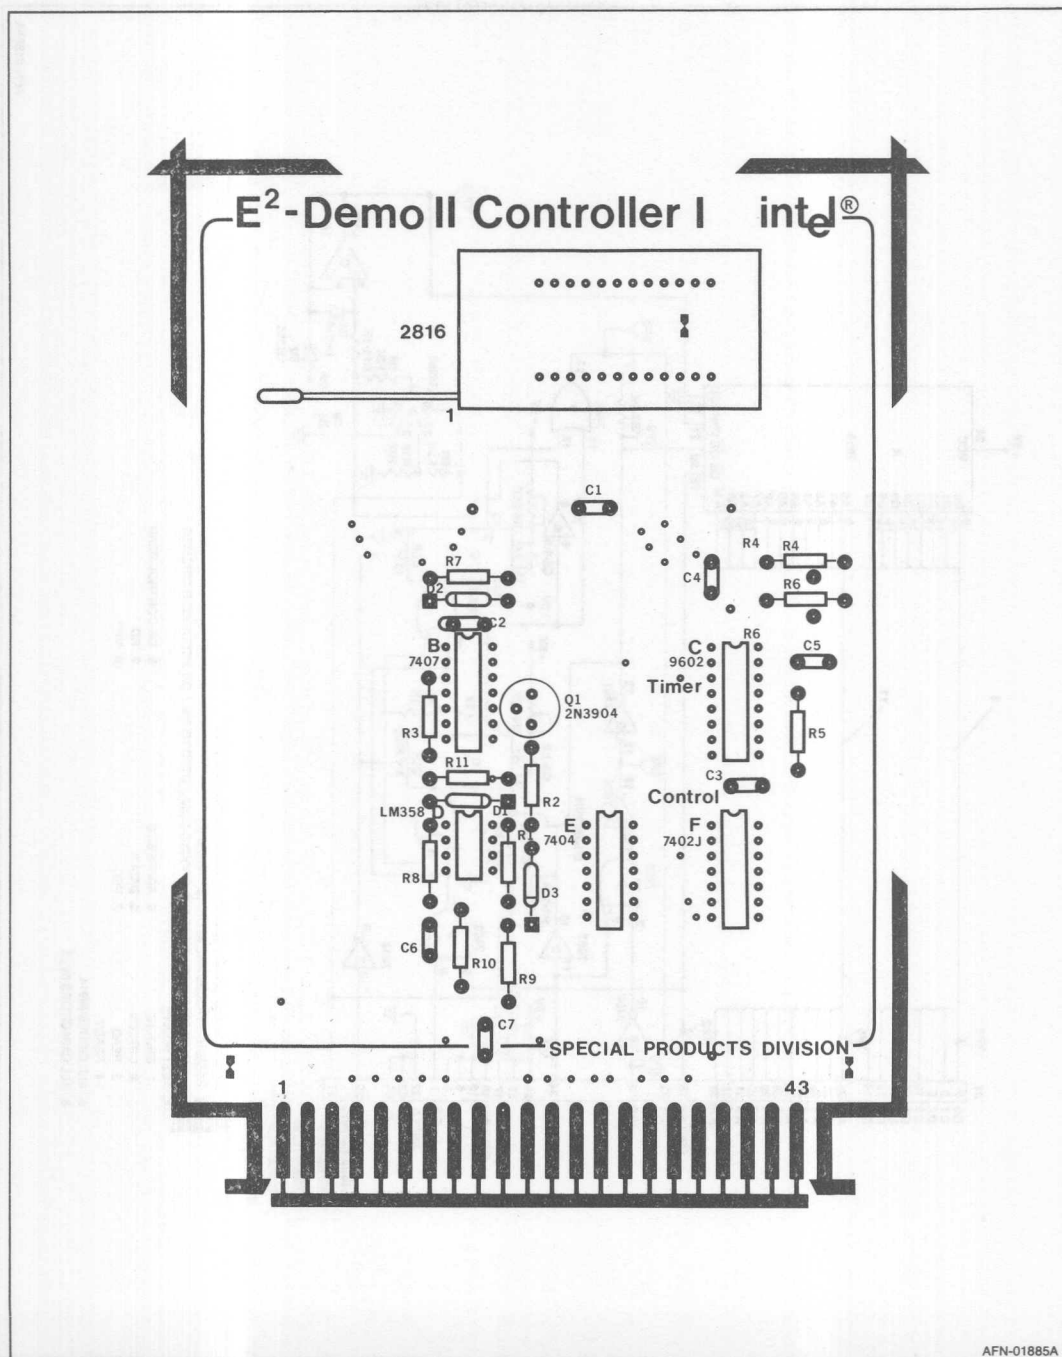 E²-Demo II Controller I intel®
2816
1
C1
R7
R4 R4
D2
C4
R6
C2
B
7407
C
9602
Timer
R6
C5
Q1
2N3904
R3
R5
R11
R2
C3
Control
LM358
D
D1
R1
E
7404
F
7402J
R8
D3
C6
R10
R9
C7
SPECIAL PRODUCTS DIVISION
1 43
AFN-01885A